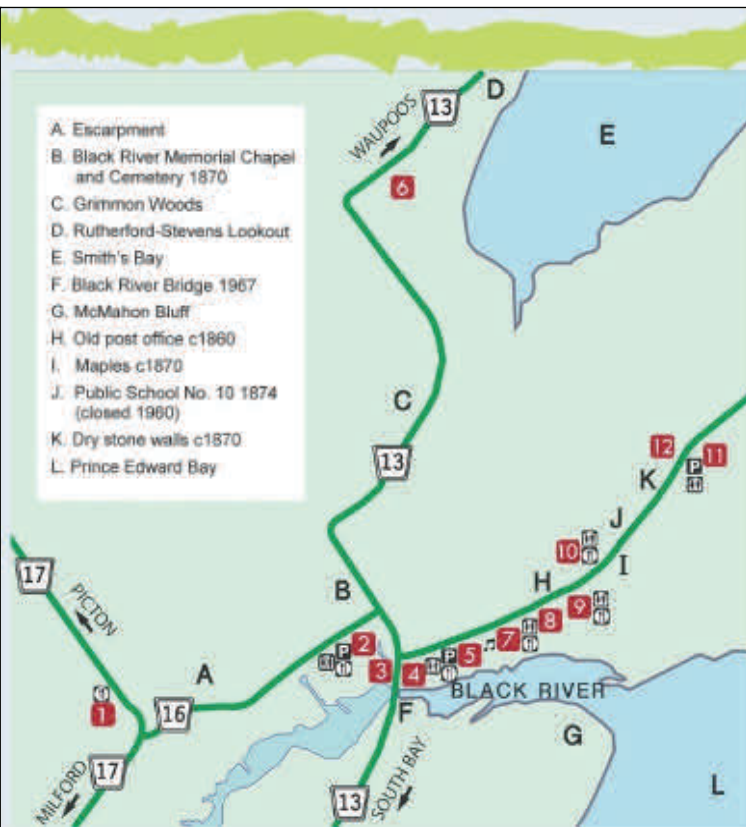 A. Escarpment
B. Black River Memorial Chapel
and Cemetery 1870
C. Grimmon Woods
D. Rutherford-Stevens Lookout
E. Smith's Bay
F. Black River Bridge 1967
G. McMahon Bluff
H. Old post office c1860
I. Maples c1870
J. Public School No. 10 1874
(closed 1960)
K. Dry stone walls c1870
L. Prince Edward Bay
D
13
WAUPOOS
E
6
C
13
12
11
P
K
J
10
I
17
B
H
9
PICTON
8
7
2
P
5
P
A
3
4
1
16
BLACK RIVER
F
G
17
MILFORD
13
SOUTH BAY
L